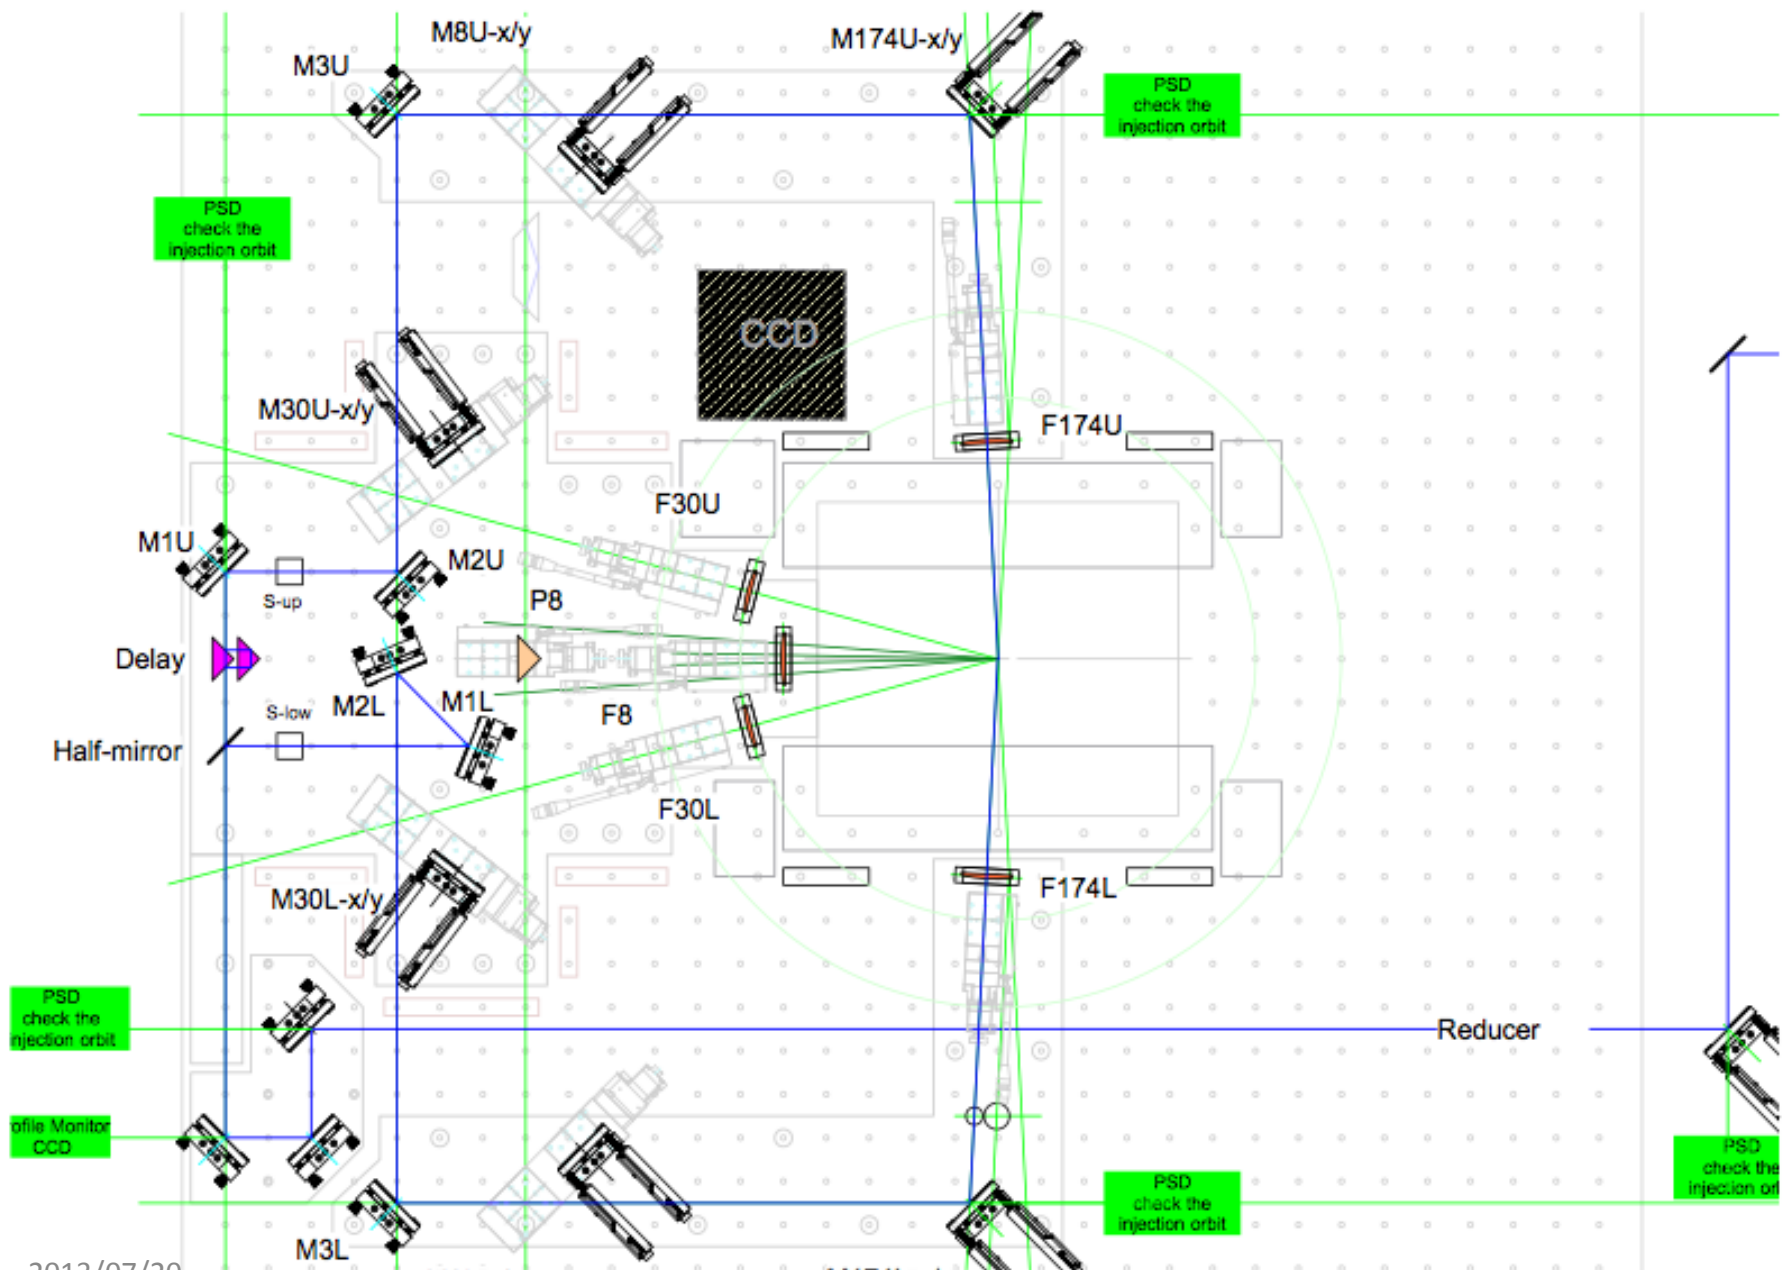 M8U-x/y
M174U-x/y
M3U
PSD
check the
injection orbit
PSD
check the
injection orbit
CCD
M30U-x/y
F174U
F30U
M1U
M2U
S-up
P8
Delay
M2L
M1L
S-low
F8
Half-mirror
F30L
M30L-x/y
F174L
PSD
check the
njection orbit
Reducer
ofile Monitor
CCD
PSD
check the
injection or
PSD
check the
injection orbit
M3L